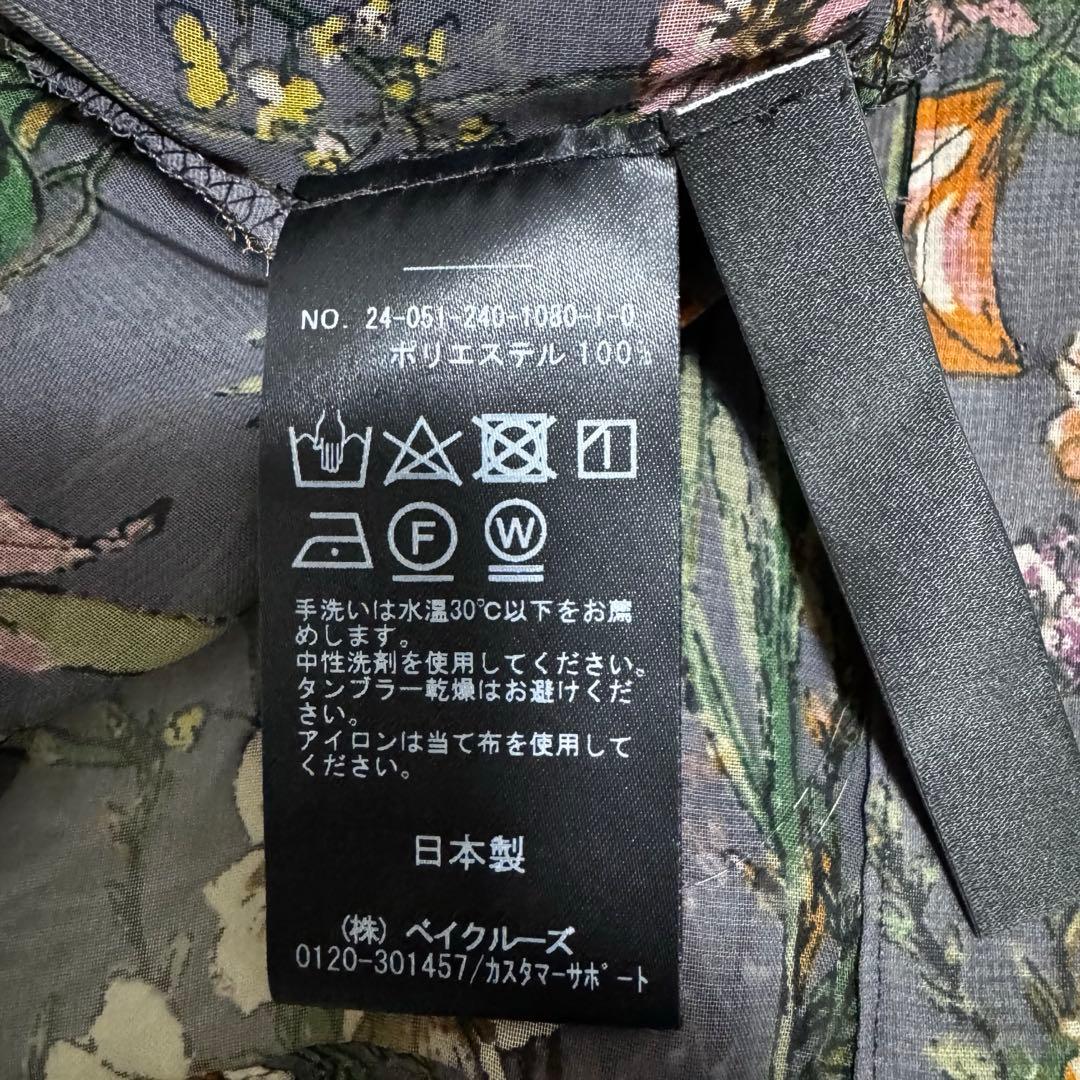 NO. 24-051-240-1080-1-0
ポリエステル 100%
F
W
手洗いは水温30℃以下をお薦
めします。
中性洗剤を使用してください。
タンブラー乾燥はお避けくだ
さい。
アイロンは当て布を使用して
ください。
日本製
(株) ベイクルーズ
0120-301457/カスタマーサポート